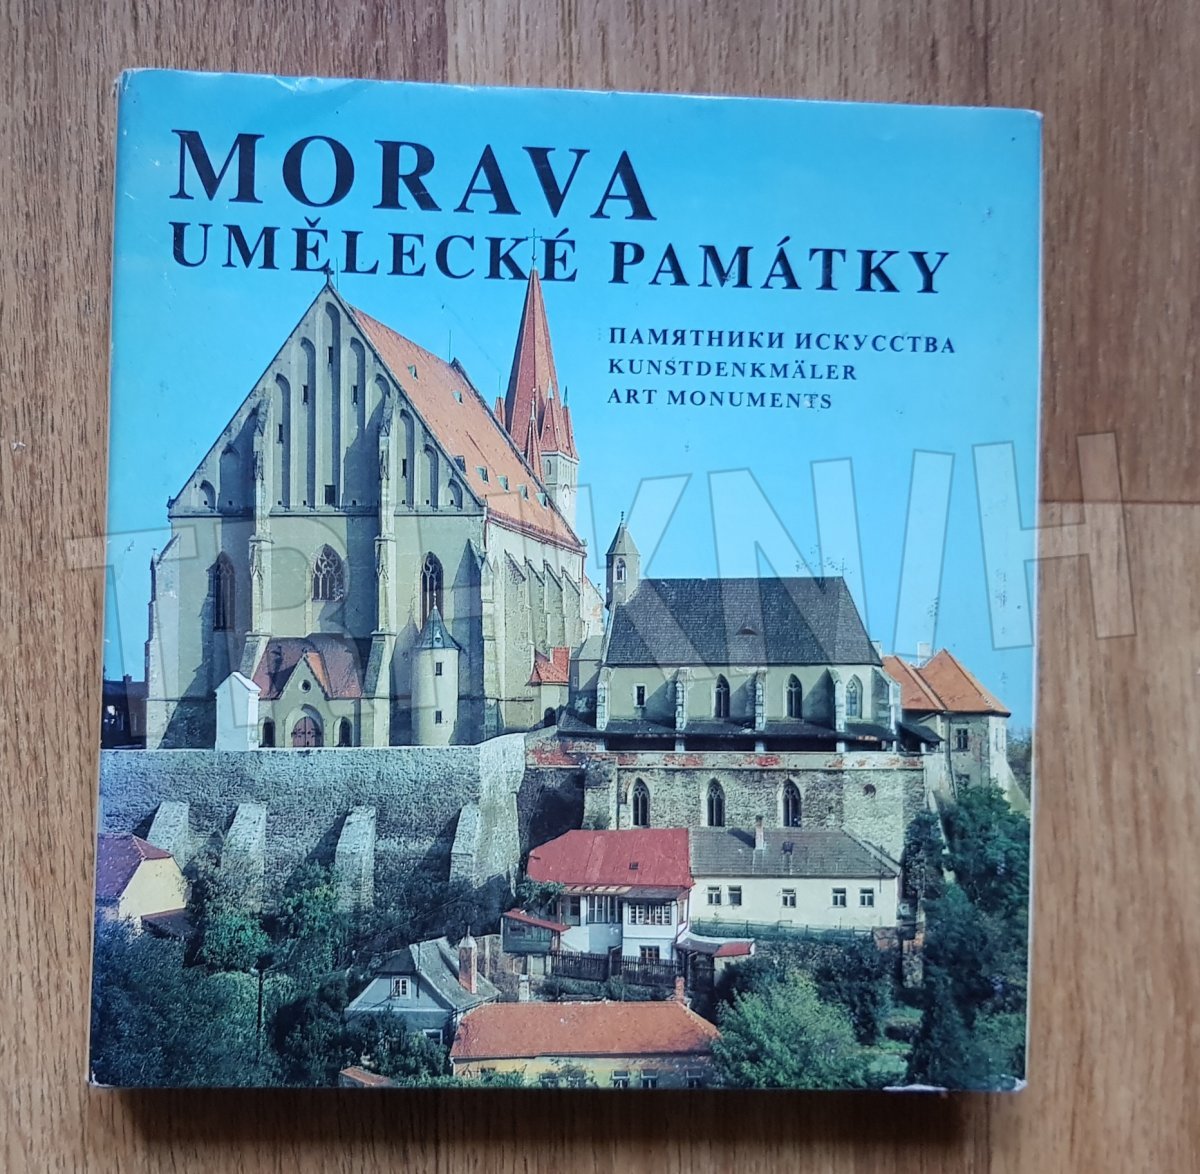 MORAVA
UMĚLECKÉ PAMÁTKY
ПАМЯТНИКИ ИСКУССТВА
KUNSTDENKMÄLER
ART MONUMENTS